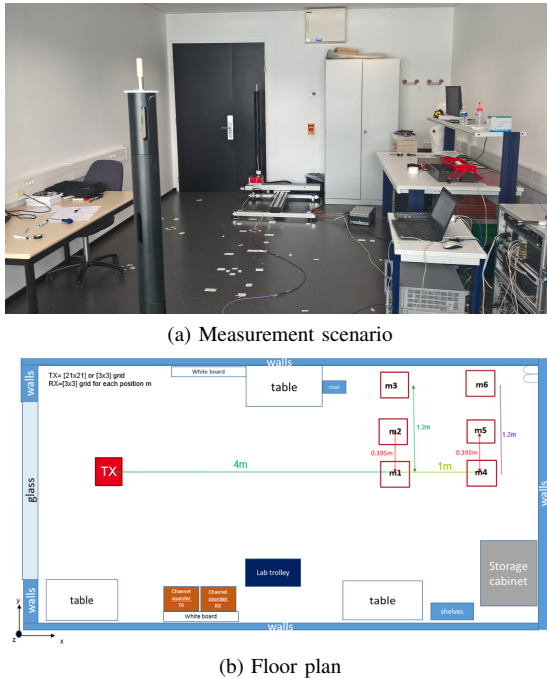 (a) Measurement scenario
walls
TX= [21x21] or [3x3] grid
RX=[3x3] grid for each position m
walls
White board
table
chair
m3
m6
1.2m
1.2m
m2
m5
0.395m
0.395m
TX
4m
m1
1m
m4
glass
walls
Lab trolley
Storage
cabinet
walls
table
Channel
sounder
TX
Channel
sounder
RX
White board
table
shelves
walls
y
z
x
(b) Floor plan